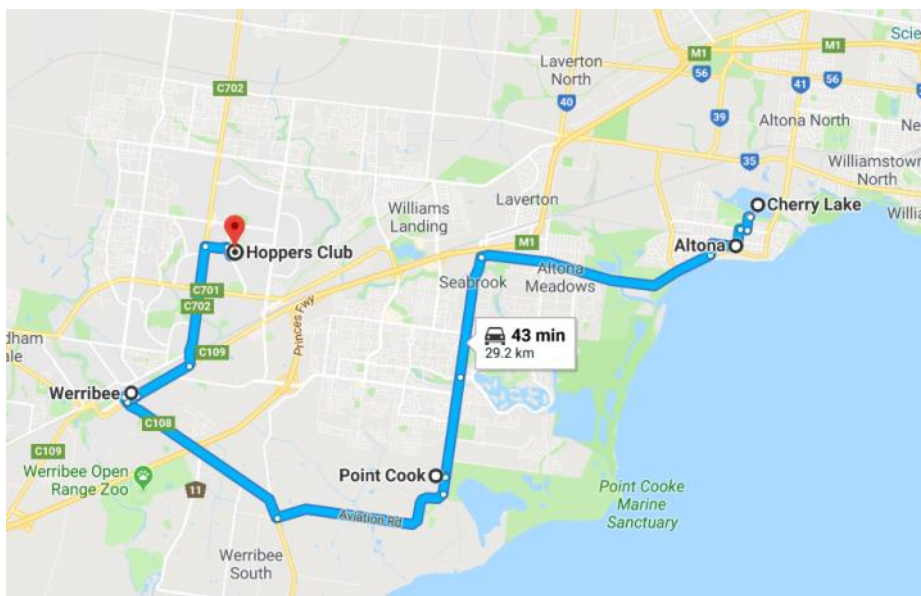 C702
Laverton
North
M1
56
M1
Scie
40
56
41
39
Altona North
Ne
35
Williamstown
North
Laverton
Cherry Lake
Willia
Williams
Landing
Hoppers Club
M1
Altona
Seabrook
Altona
Meadows
C701
C702
Princes Fwy
43 min
29.2 km
dham
ale
C109
Werribee
C108
C109
Werribee Open
Range Zoo
11
Point Cook
Aviation Rd
Point Cooke
Marine
Sanctuary
Werribee
South